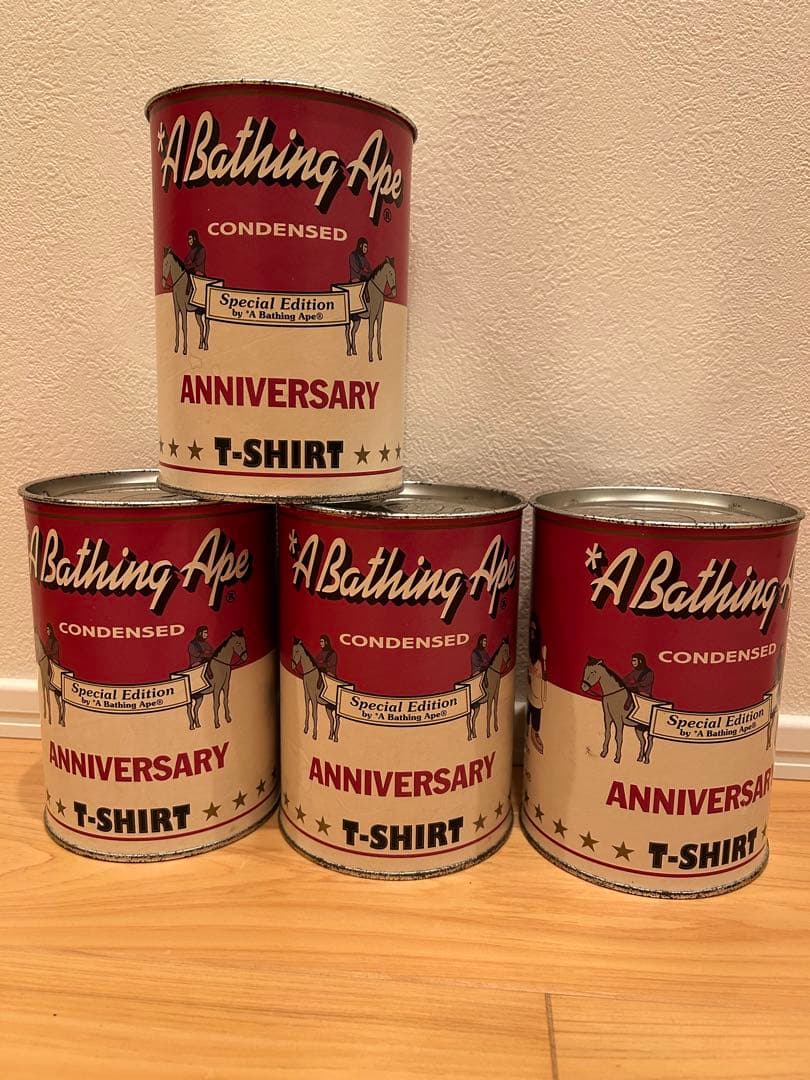 *A Bathing Ape®
CONDENSED
Special Edition
by *A Bathing Ape®
ANNIVERSARY
T-SHIRT
A Bathing Ape®
CONDENSED
Special Edition
by *A Bathing Ape®
ANNIVERSARY
T-SHIRT
*A Bathing Ape®
CONDENSED
Special Edition
by *A Bathing Ape®
ANNIVERSARY
T-SHIRT
*A Bathing A
CONDENSED
Special Edition
by *A Bathing Ape®
ANNIVERSAR
T-SHIRT